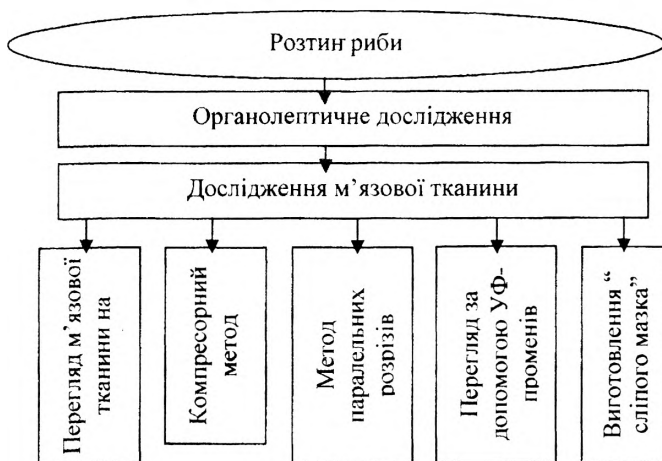 Розтин риби
Органолептичне дослідження
Дослідження м’язової тканини
Перегляд м’язової
тканини на
Компресорний
метод
Метод
паралельних
розрізів
Перегляд за
допомогою УФ-
променів
Виготовлення “
сліпого мазка”